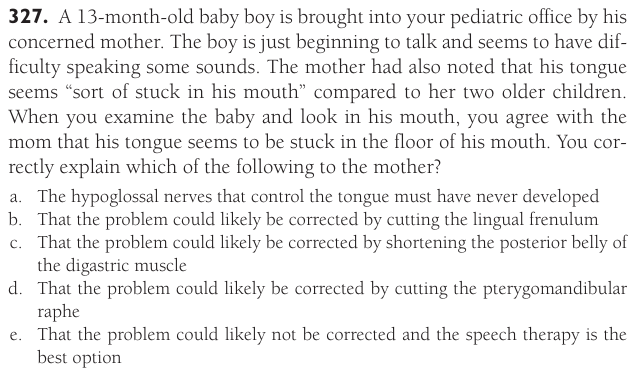 327. A 13-month-old baby boy is brought into your pediatric office by his
concerned mother. The boy is just beginning to talk and seems to have dif-
ficulty speaking some sounds. The mother had also noted that his tongue
seems “sort of stuck in his mouth” compared to her two older children.
When you examine the baby and look in his mouth, you agree with the
mom that his tongue seems to be stuck in the floor of his mouth. You cor-
rectly explain which of the following to the mother?
a. The hypoglossal nerves that control the tongue must have never developed
b. That the problem could likely be corrected by cutting the lingual frenulum
c. That the problem could likely be corrected by shortening the posterior belly of
the digastric muscle
d. That the problem could likely be corrected by cutting the pterygomandibular
raphe
e. That the problem could likely not be corrected and the speech therapy is the
best option